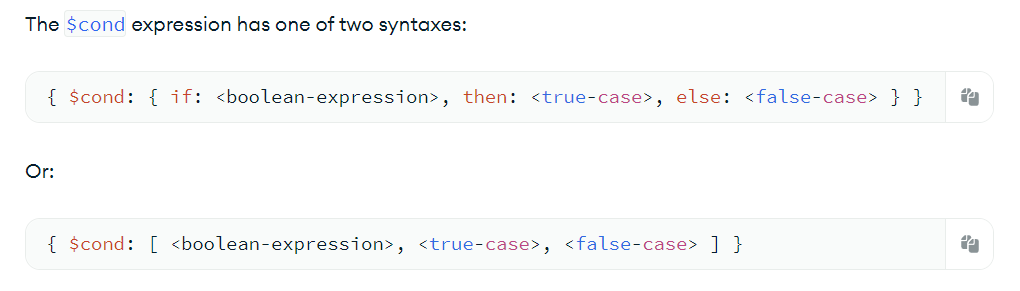 The $cond expression has one of two syntaxes:
{ $cond: { if: <boolean-expression>, then: <true-case>, else: <false-case> } }
Or:
{ $cond: [ <boolean-expression>, <true-case>, <false-case> ] }